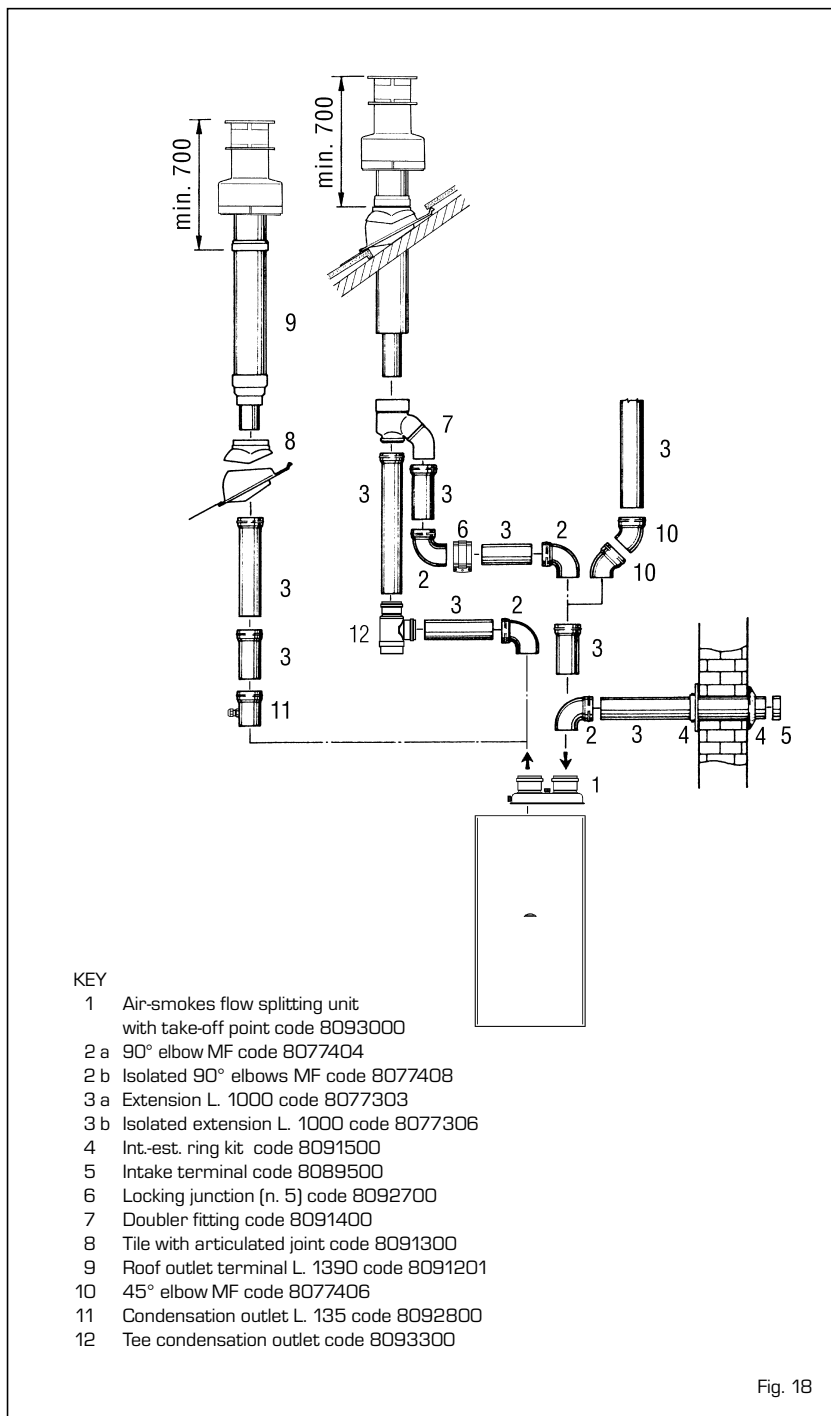 min. 700
min. 700
9
8
7
3
3
3
6
3
2
10
10
2
3
12
3
2
3
3
11
2
3
4
4
5
1
KEY
1 Air-smokes flow splitting unit
with take-off point code 8093000
2 a 90° elbow MF code 8077404
2 b Isolated 90° elbows MF code 8077408
3 a Extension L. 1000 code 8077303
3 b Isolated extension L. 1000 code 8077306
4 Int.-est. ring kit code 8091500
5 Intake terminal code 8089500
6 Locking junction (n. 5) code 8092700
7 Doubler fitting code 8091400
8 Tile with articulated joint code 8091300
9 Roof outlet terminal L. 1390 code 8091201
10 45° elbow MF code 8077406
11 Condensation outlet L. 135 code 8092800
12 Tee condensation outlet code 8093300
Fig. 18